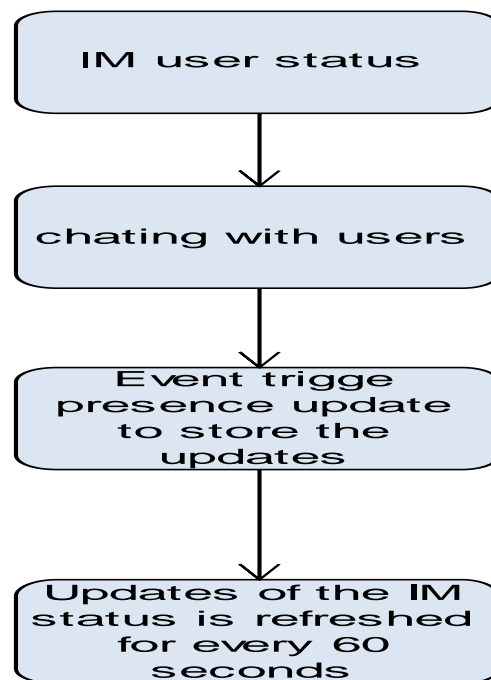 IM user status
chating with users
Event trigge
presence update
to store the
updates
Updates of the IM
status is refreshed
for every 60
seconds